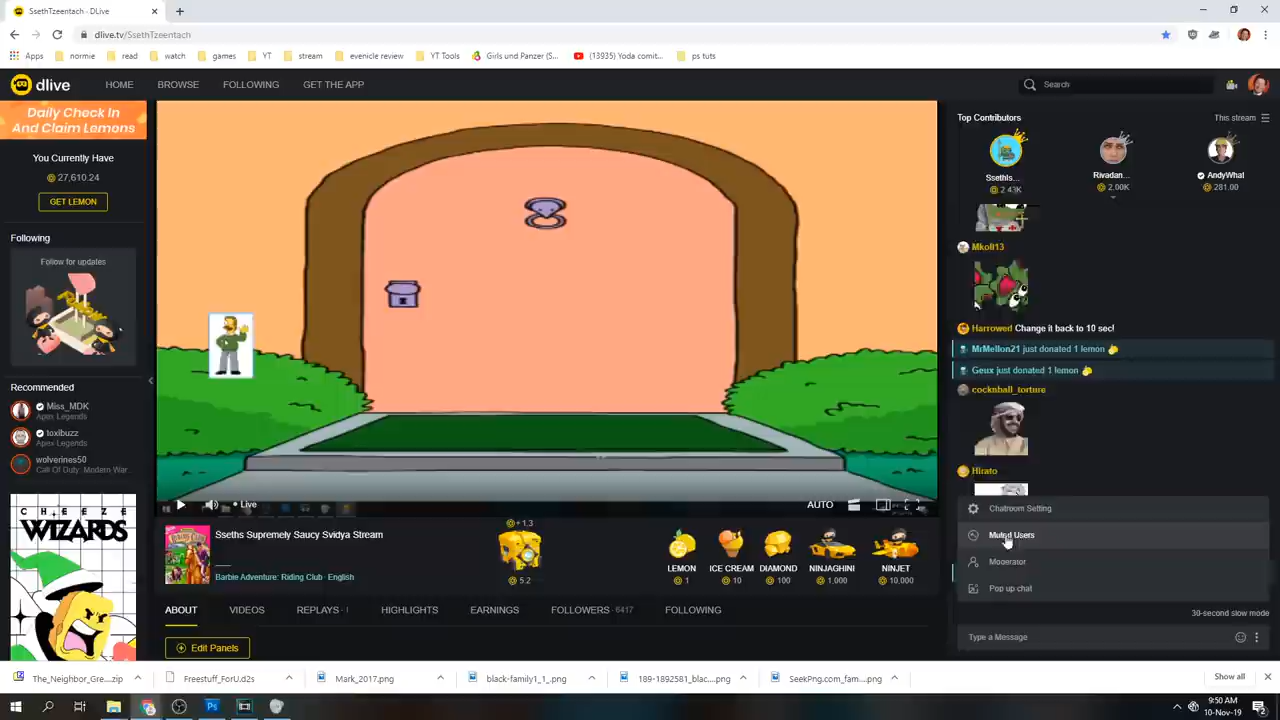 SsethTzeentach - DLive
dlive.tv/SsethTzeentach
Apps normie read watch games YT stream evenicle review YT Tools Girls und Panzer (S... (13935) Yoda comit... ps tuts
dlive HOME BROWSE FOLLOWING GET THE APP Search
Daily Check In
And Claim Lemons
You Currently Have
27,610.24
GET LEMON
Following
Follow for updates
Recommended
Miss_MDK
Apex Legends
toxibuzz
Apex Legends
wolverines50
Call Of Duty: Modern War...
CHEEZE
WIZARDS
Live AUTO
Sseths Supremely Saucy Svidya Stream
Barbie Adventure: Riding Club · English
+ 1.3
5.2
LEMON ICE CREAM DIAMOND NINJAGHINI NINJET
1 10 100 1,000 10,000
ABOUT VIDEOS REPLAYS · 1 HIGHLIGHTS EARNINGS FOLLOWERS · 6417 FOLLOWING
Edit Panels
Top Contributors This stream
SsethIs... Rivadan... AndyWhat
2.43K 2.00K 281.00
Mkoli13
Harrowed Change it back to 10 sec!
MrMellon21 just donated 1 lemon
Geux just donated 1 lemon
cocknball_torture
Hirato
Chatroom Setting
Muted Users
Moderator
Pop up chat
30-second slow mode
Type a Message
The_Neighbor_Gre....zip Freestuff_ForU.d2s Mark_2017.png black-family1_1_.png 189-1892581_blac....png SeekPng.com_fam....png Show all
9:50 AM
10-Nov-19